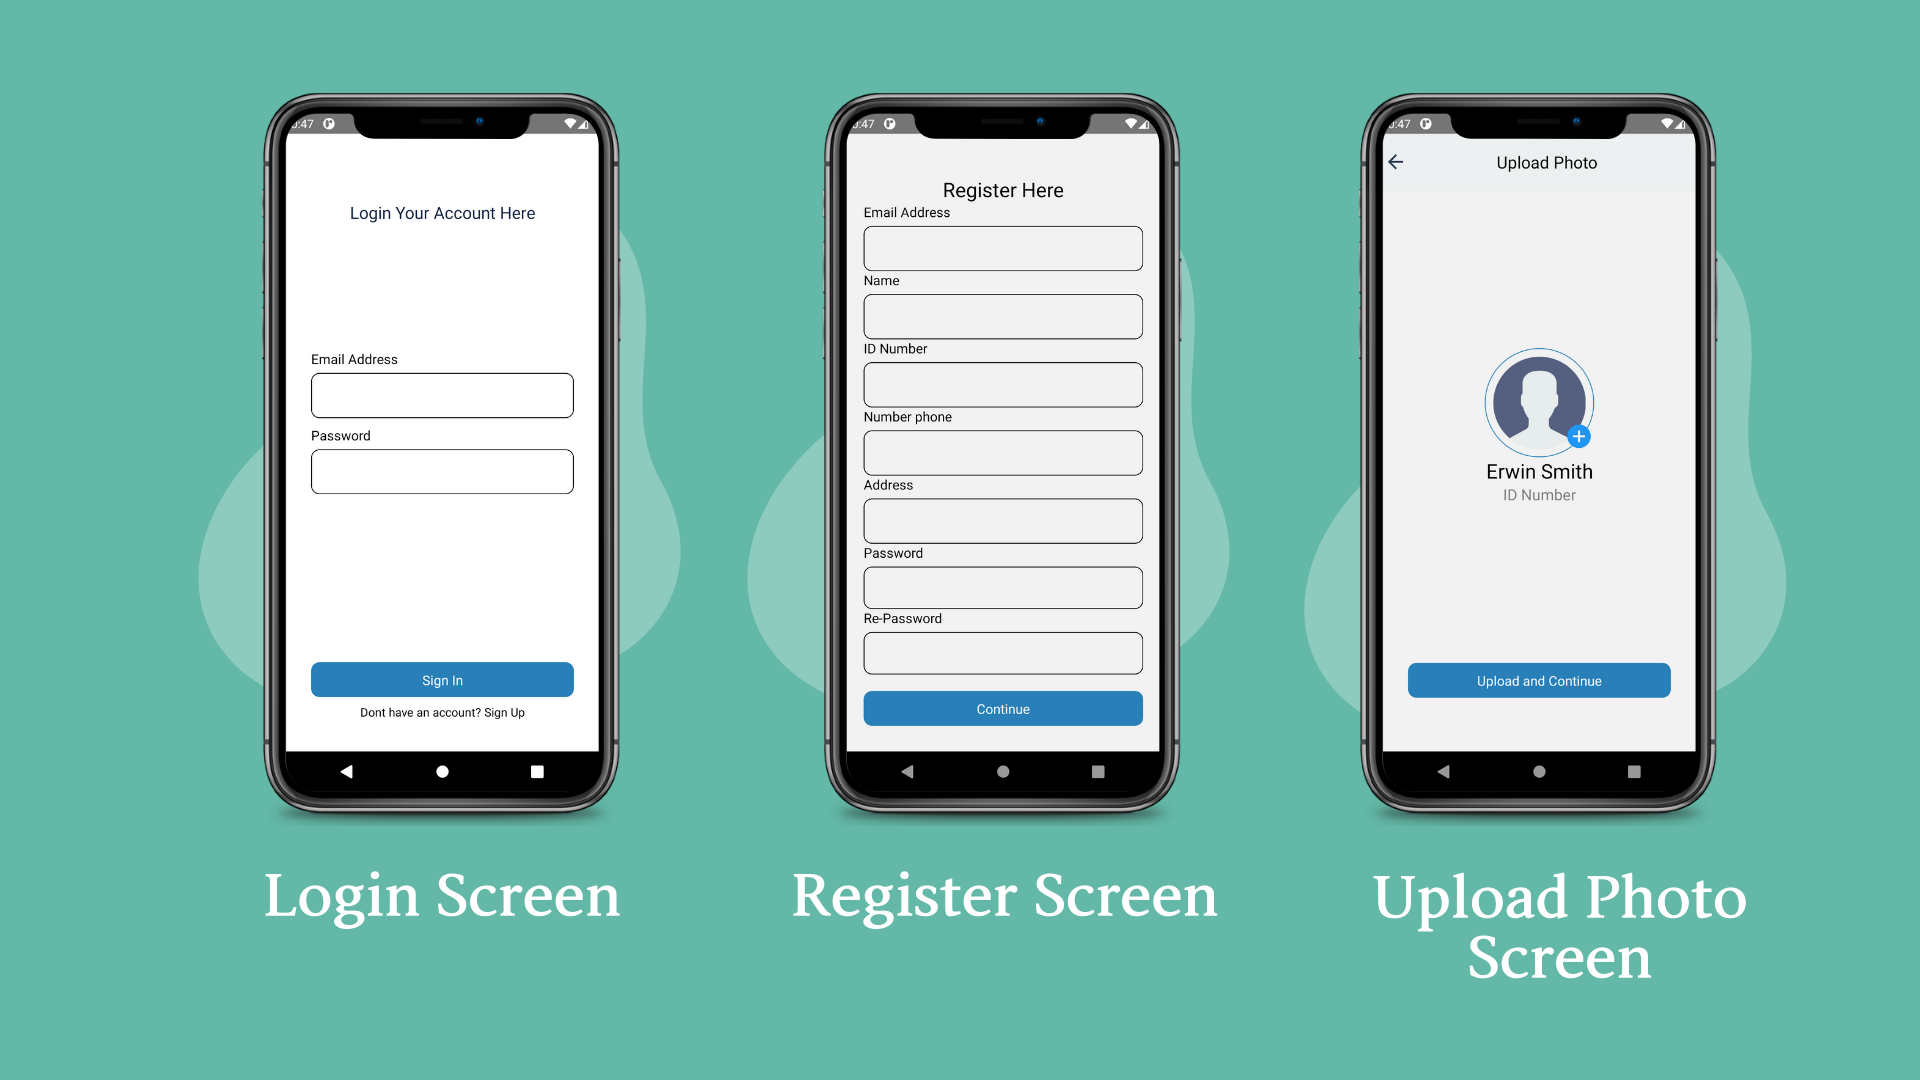 :47
Login Your Account Here
Email Address
Password
Sign In
Dont have an account? Sign Up
Login Screen
:47
Register Here
Email Address
Name
ID Number
Number phone
Address
Password
Re-Password
Continue
Register Screen
:47
Upload Photo
Erwin Smith
ID Number
Upload and Continue
Upload Photo
Screen